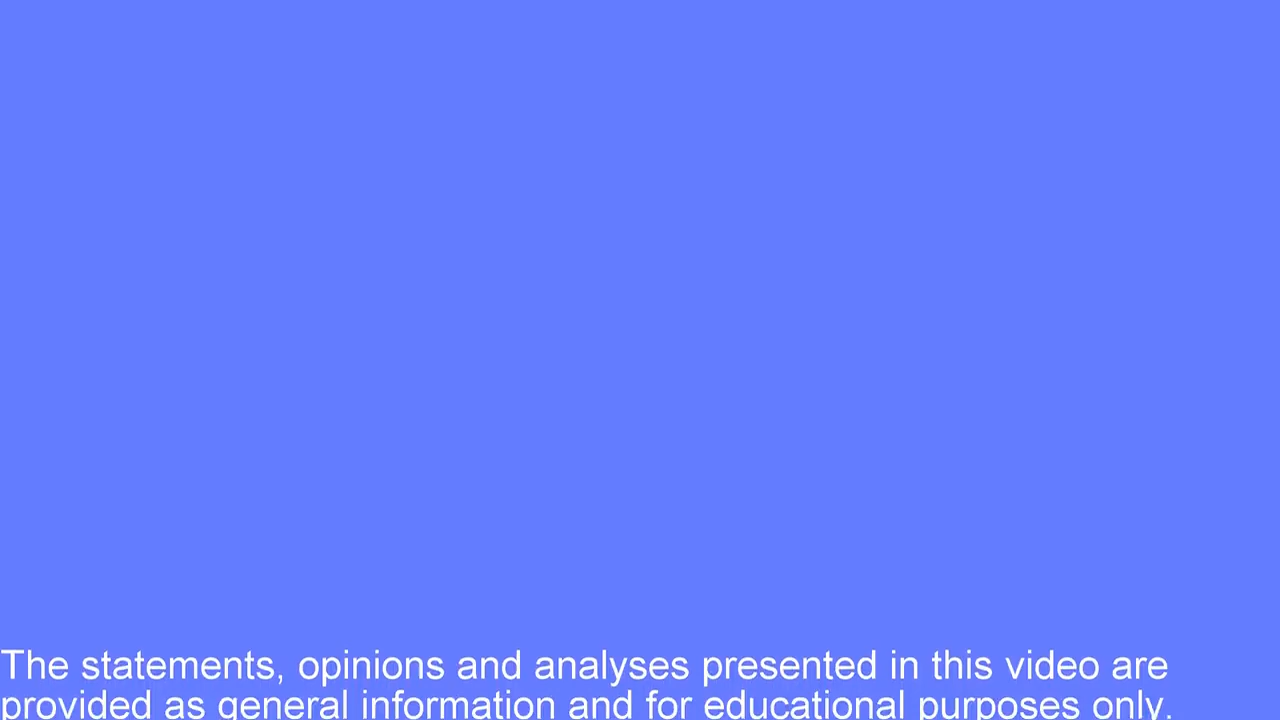 The statements, opinions and analyses presented in this video are
provided as general information and for educational purposes only.